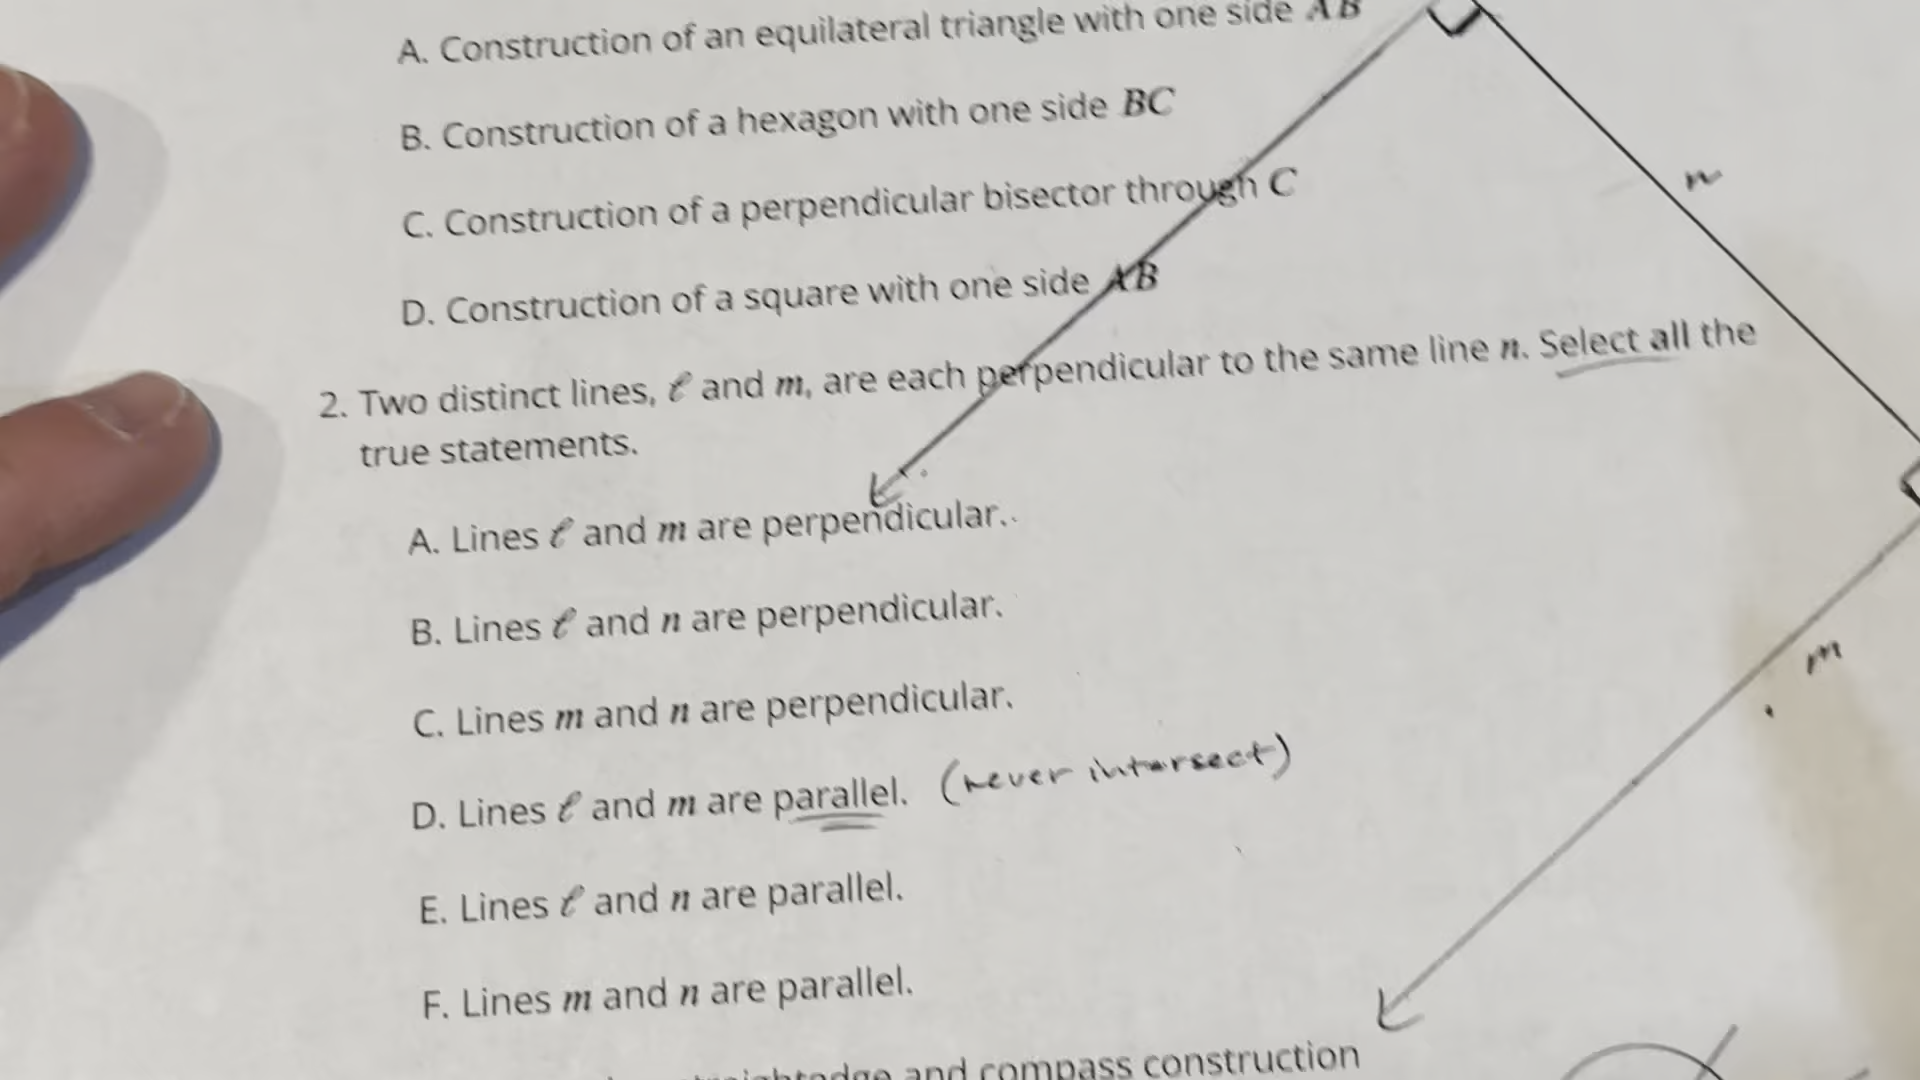 A. Construction of an equilateral triangle with one side AB
B. Construction of a hexagon with one side BC
C. Construction of a perpendicular bisector through C
D. Construction of a square with one side AB
n
2. Two distinct lines, ℓ and m, are each perpendicular to the same line n. Select all the
true statements.
A. Lines ℓ and m are perpendicular.
B. Lines ℓ and n are perpendicular.
m
C. Lines m and n are perpendicular.
D. Lines ℓ and m are parallel. (never intersect)
E. Lines ℓ and n are parallel.
F. Lines m and n are parallel.
and compass construction